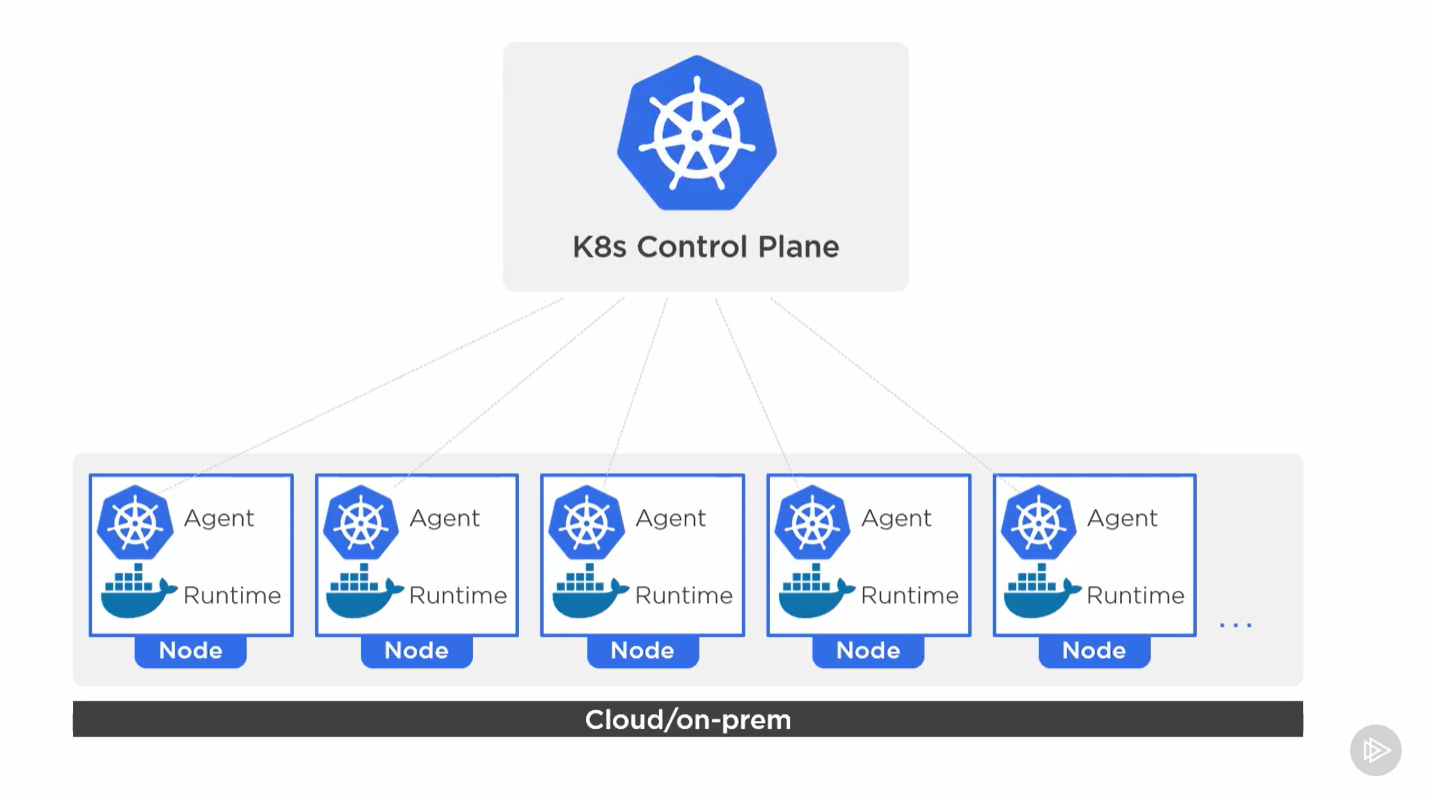 K8s Control Plane
Agent
Runtime
Node
Agent
Runtime
Node
Agent
Runtime
Node
Agent
Runtime
Node
Agent
Runtime
Node
...
Cloud/on-prem